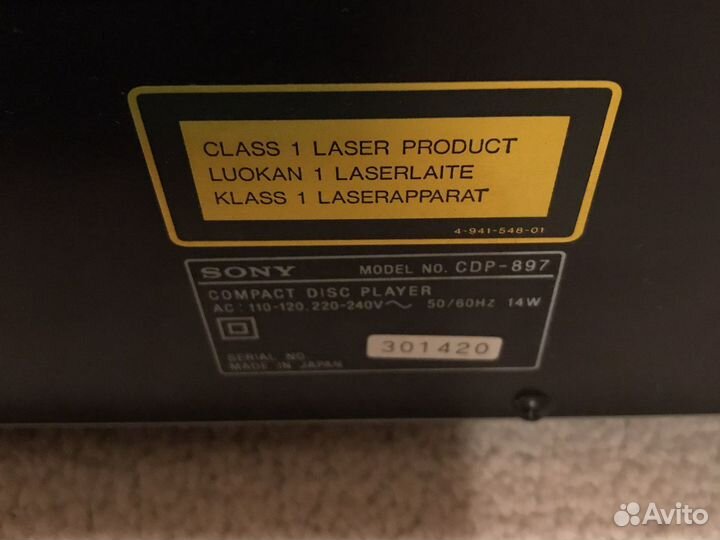 CLASS 1 LASER PRODUCT
LUOKAN 1 LASERLAITE
KLASS 1 LASERAPPARAT
4-941-548-01
SONY MODEL NO. CDP-897
COMPACT DISC PLAYER
AC : 110-120, 220-240V~ 50/60HZ 14W
SERIAL NO. 301420
MADE IN JAPAN
Avito